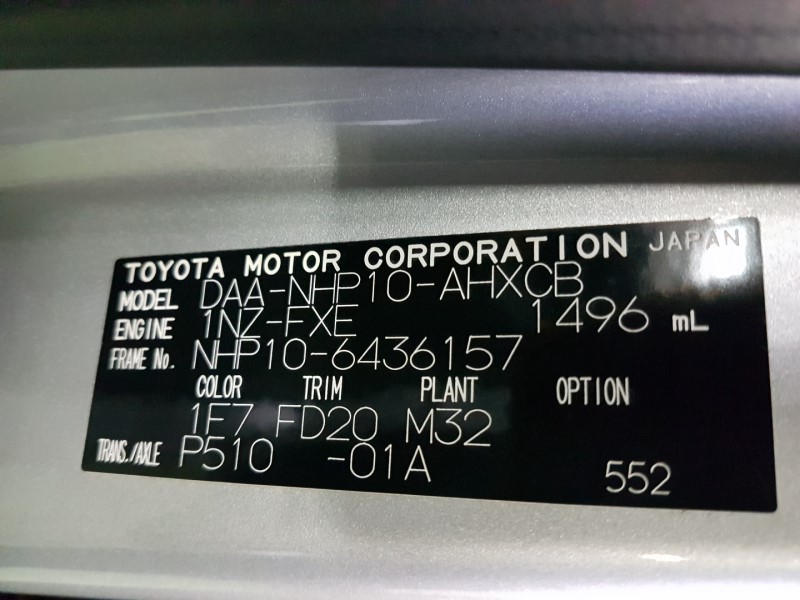 TOYOTA MOTOR CORPORATION JAPAN
MODEL DAA-NHP10-AHXCB
ENGINE 1NZ-FXE 1496 mL
FRAME No. NHP10-6436157
COLOR TRIM PLANT OPTION
1F7 FD20 M32
TRANS./AXLE P510 -01A 552